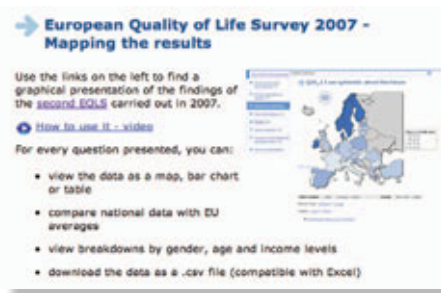 European Quality of Life Survey 2007 -
Mapping the results
Use the links on the left to find a
graphical presentation of the findings of
the second EQLS carried out in 2007.
How to use it - video
For every question presented, you can:
• view the data as a map, bar chart
or table
• compare national data with EU
averages
• view breakdowns by gender, age and income levels
• download the data as a .csv file (compatible with Excel)